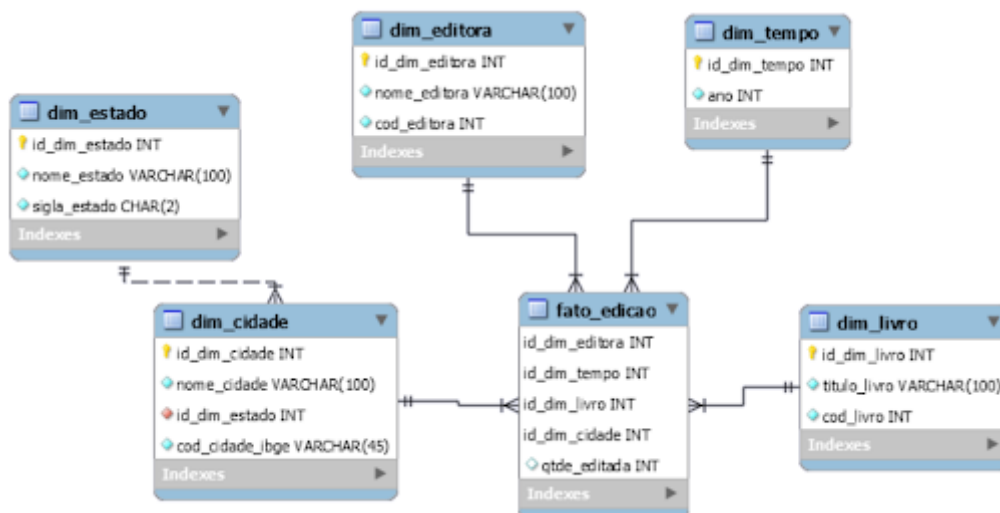 dim_editora
id_dim_editora INT
nome_editora VARCHAR(100)
cod_editora INT
Indexes
dim_tempo
id_dim_tempo INT
ano INT
Indexes
dim_estado
id_dim_estado INT
nome_estado VARCHAR(100)
sigla_estado CHAR(2)
Indexes
dim_cidade
id_dim_cidade INT
nome_cidade VARCHAR(100)
id_dim_estado INT
cod_cidade_ibge VARCHAR(45)
Indexes
fato_edicao
id_dim_editora INT
id_dim_tempo INT
id_dim_livro INT
id_dim_cidade INT
qtde_editada INT
Indexes
dim_livro
id_dim_livro INT
titulo_livro VARCHAR(100)
cod_livro INT
Indexes